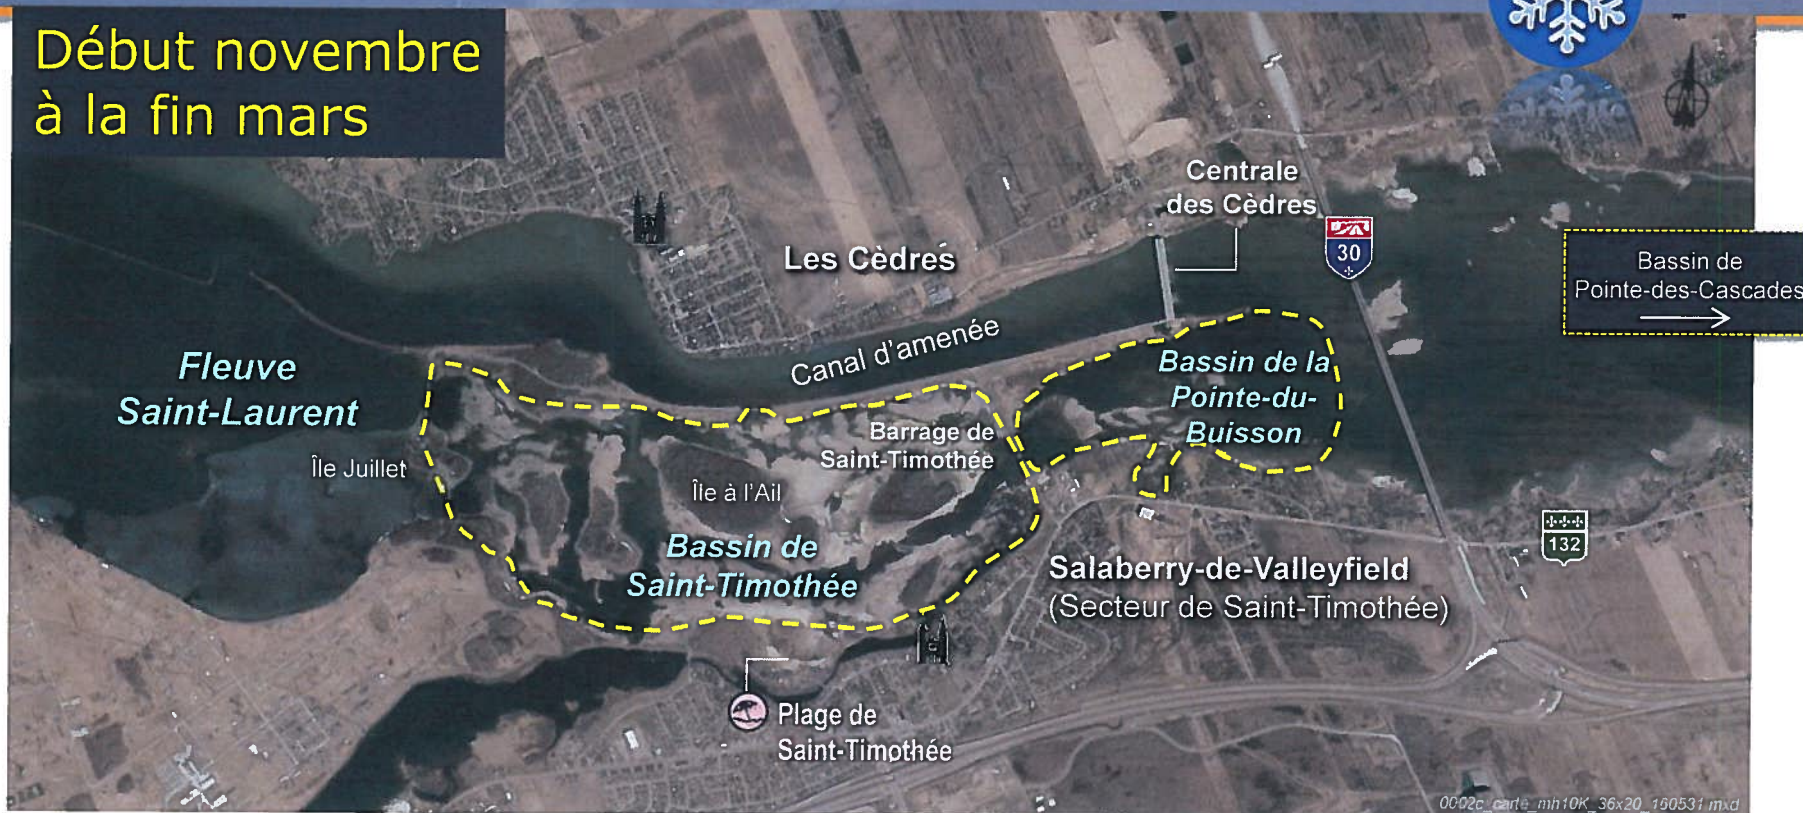 Début novembre
à la fin mars
Centrale
des Cèdres
30
Les Cèdres
Bassin de
Pointe-des-Cascades
Canal d'amenée
Fleuve
Saint-Laurent
Bassin de la
Pointe-du-
Buisson
Barrage de
Saint-Timothée
Île Juillet
Île à l'Ail
Bassin de
Saint-Timothée
132
Salaberry-de-Valleyfield
(Secteur de Saint-Timothée)
Plage de
Saint-Timothée
0002c_carte_mh10K_36x20_160531.mxd